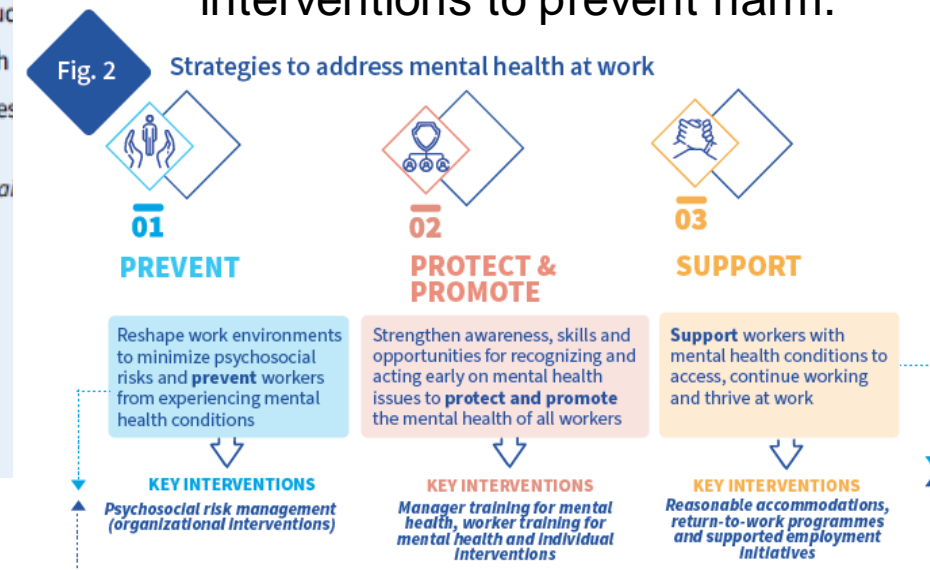 interventions to prevent harm.
Fig. 2
Strategies to address mental health at work
01
PREVENT
Reshape work environments
to minimize psychosocial
risks and prevent workers
from experiencing mental
health conditions
KEY INTERVENTIONS
Psychosocial risk management
(organizational interventions)
02
PROTECT &
PROMOTE
Strengthen awareness, skills and
opportunities for recognizing and
acting early on mental health
issues to protect and promote
the mental health of all workers
KEY INTERVENTIONS
Manager training for mental
health, worker training for
mental health and individual
interventions
03
SUPPORT
Support workers with
mental health conditions to
access, continue working
and thrive at work
KEY INTERVENTIONS
Reasonable accommodations,
return-to-work programmes
and supported employment
initiatives